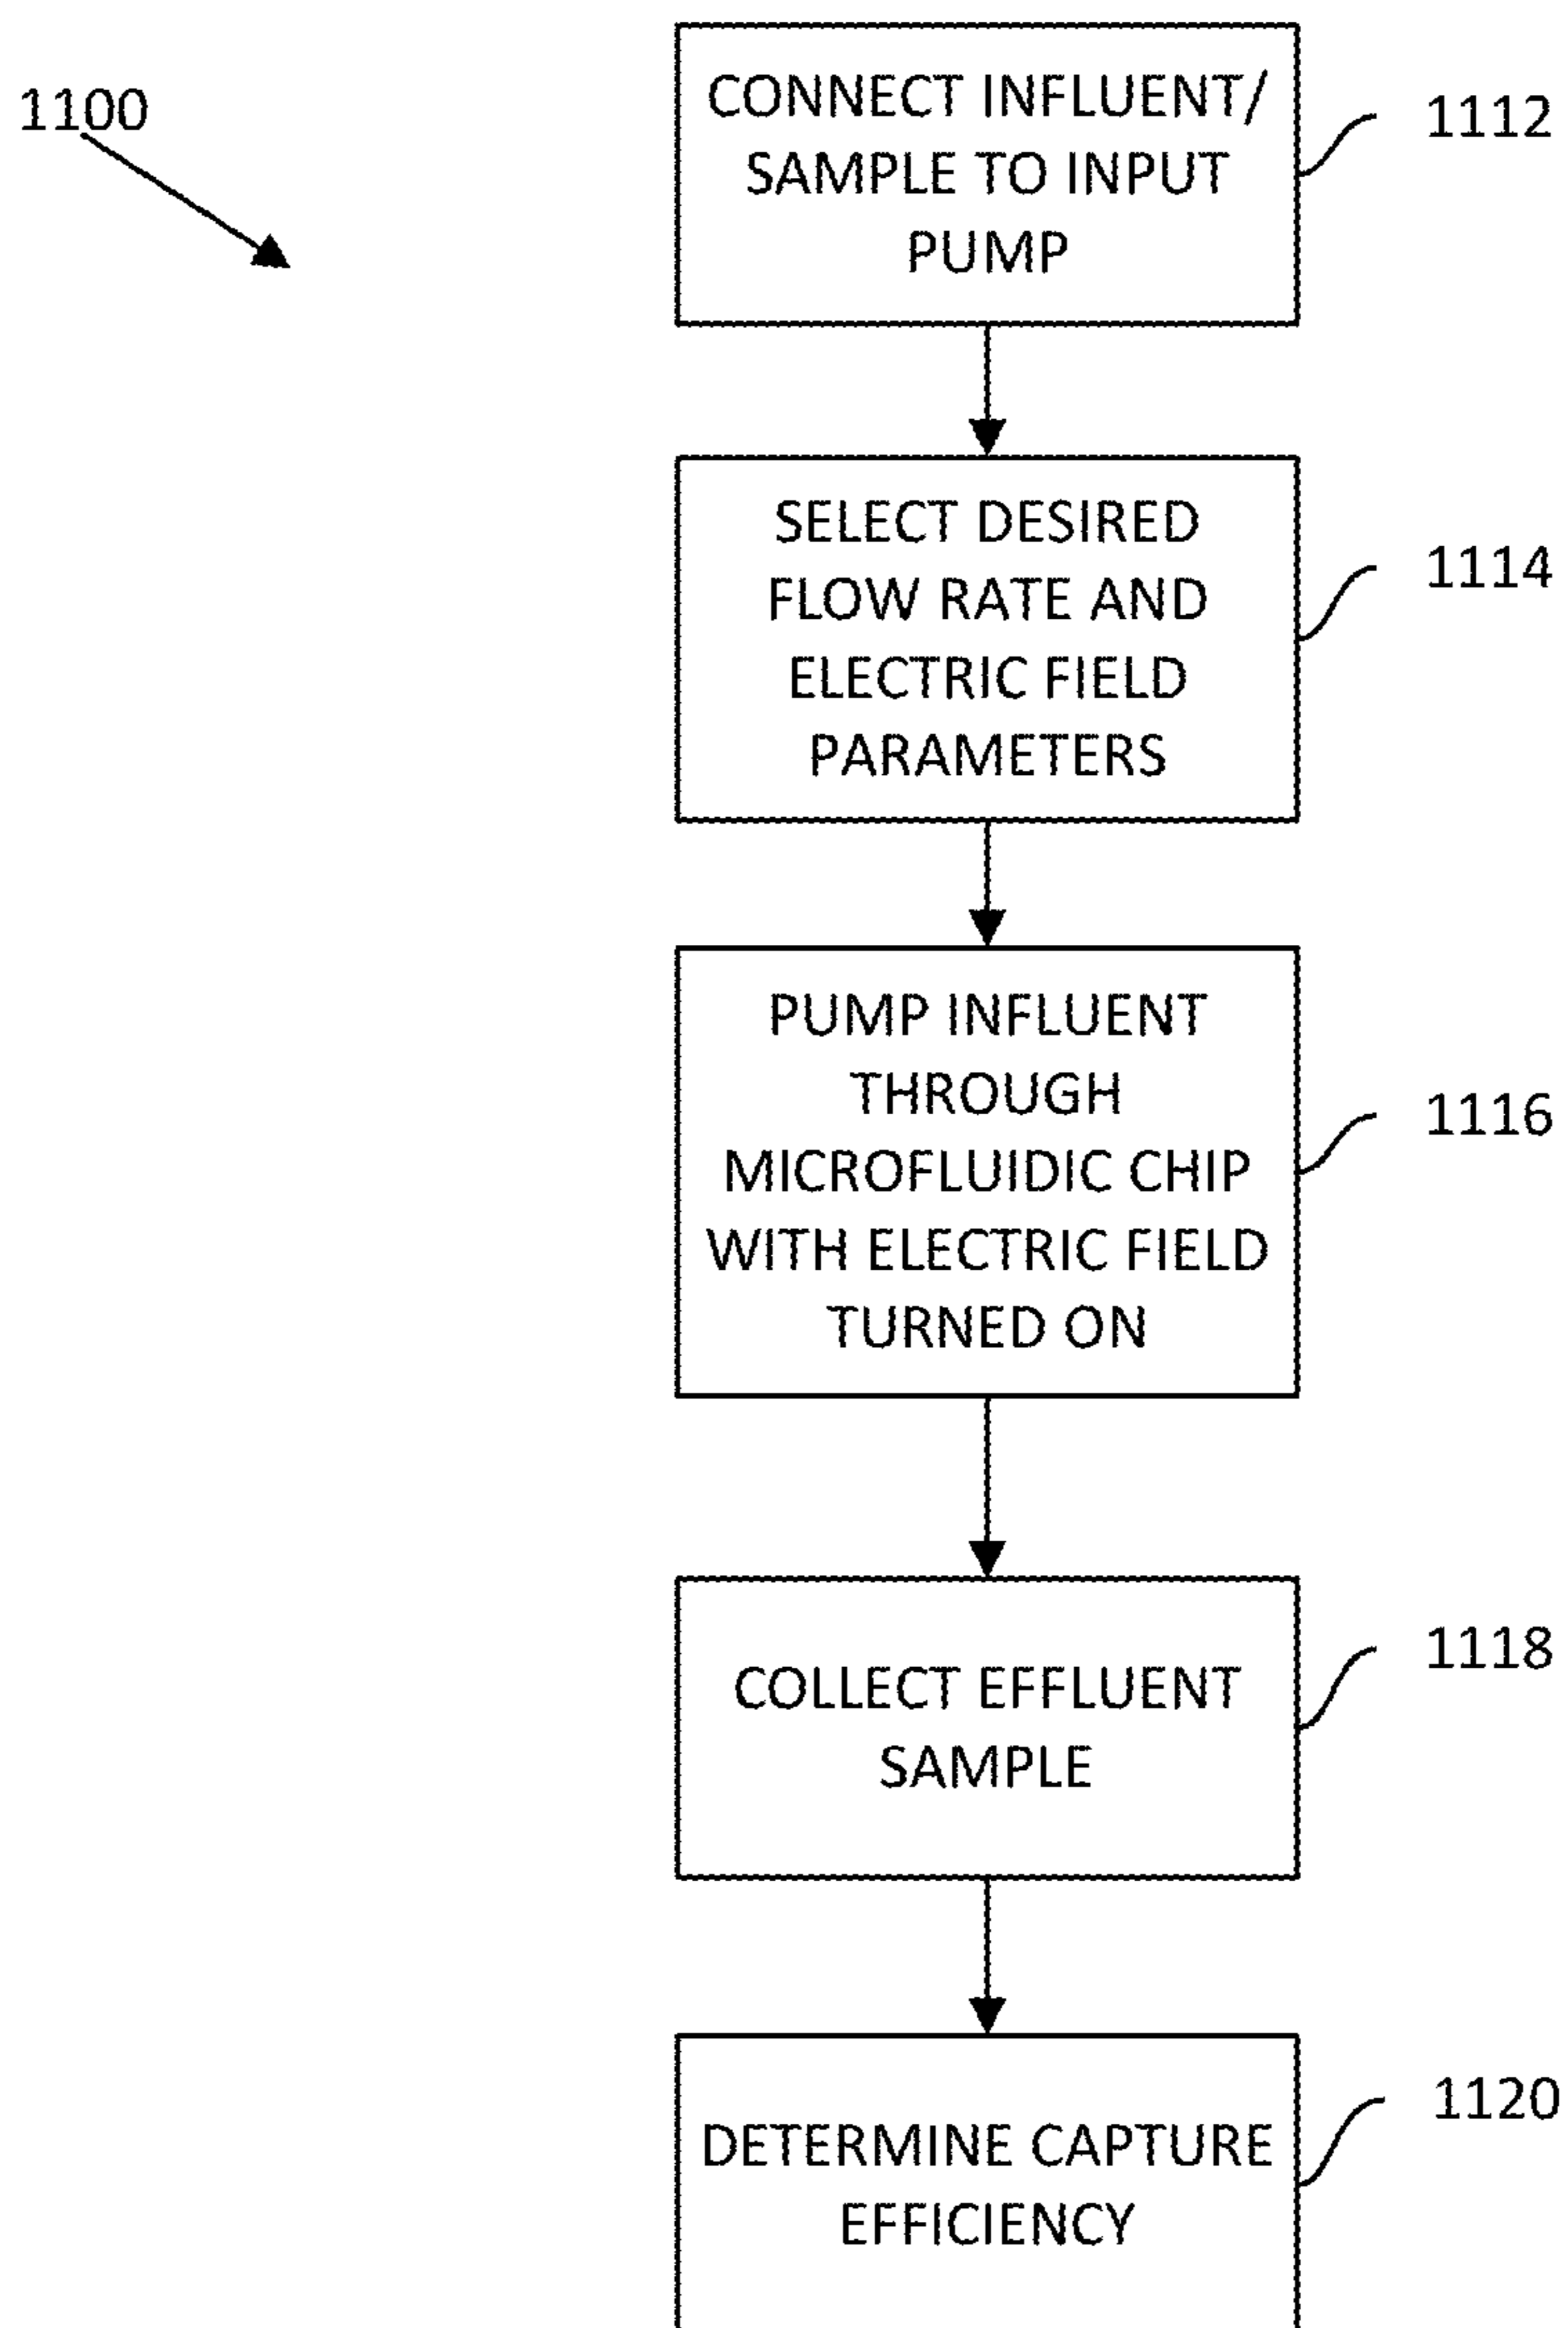 1100
CONNECT INFLUENT/
SAMPLE TO INPUT
PUMP
1112
SELECT DESIRED
FLOW RATE AND
ELECTRIC FIELD
PARAMETERS
1114
PUMP INFLUENT
THROUGH
MICROFLUIDIC CHIP
WITH ELECTRIC FIELD
TURNED ON
1116
COLLECT EFFLUENT
SAMPLE
1118
DETERMINE CAPTURE
EFFICIENCY
1120